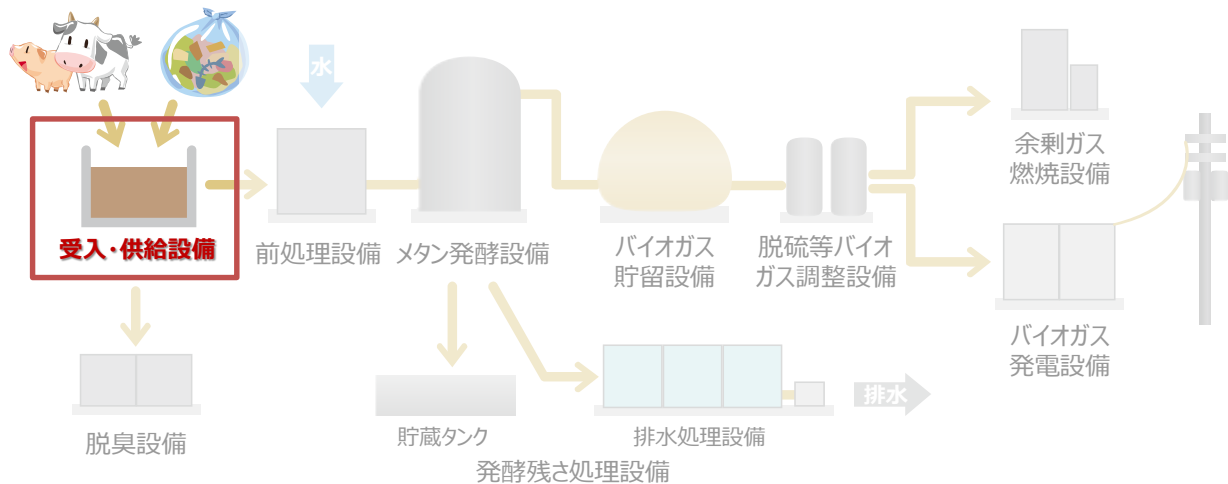 水
余剰ガス
燃焼設備
受入・供給設備
前処理設備
メタン発酵設備
バイオガス
貯留設備
脱硫等バイオ
ガス調整設備
バイオガス
発電設備
脱臭設備
貯蔵タンク
排水処理設備
排水
発酵残さ処理設備